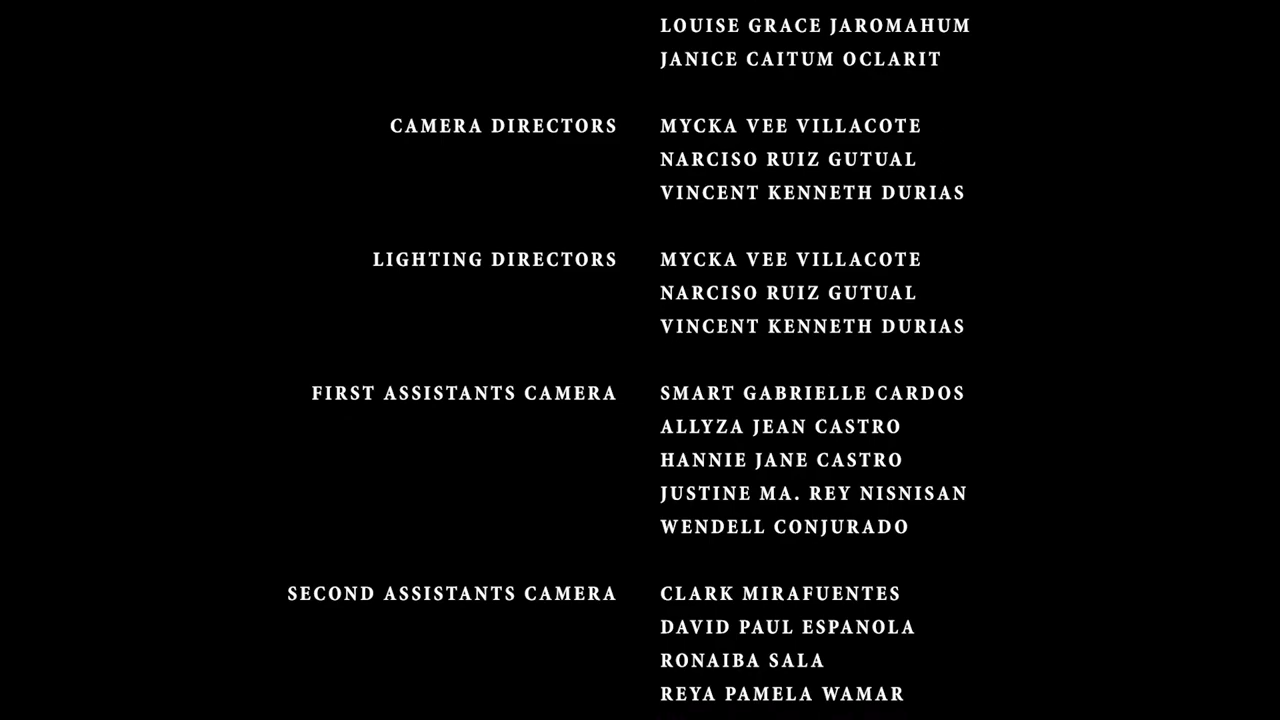 LOUISE GRACE JAROMAHUM
JANICE CAITUM OCLARIT
CAMERA DIRECTORS MYCKA VEE VILLACOTE
NARCISO RUIZ GUTUAL
VINCENT KENNETH DURIAS
LIGHTING DIRECTORS MYCKA VEE VILLACOTE
NARCISO RUIZ GUTUAL
VINCENT KENNETH DURIAS
FIRST ASSISTANTS CAMERA SMART GABRIELLE CARDOS
ALLYZA JEAN CASTRO
HANNIE JANE CASTRO
JUSTINE MA. REY NISNISAN
WENDELL CONJURADO
SECOND ASSISTANTS CAMERA CLARK MIRAFUENTES
DAVID PAUL ESPANOLA
RONAIBA SALA
REYA PAMELA WAMAR